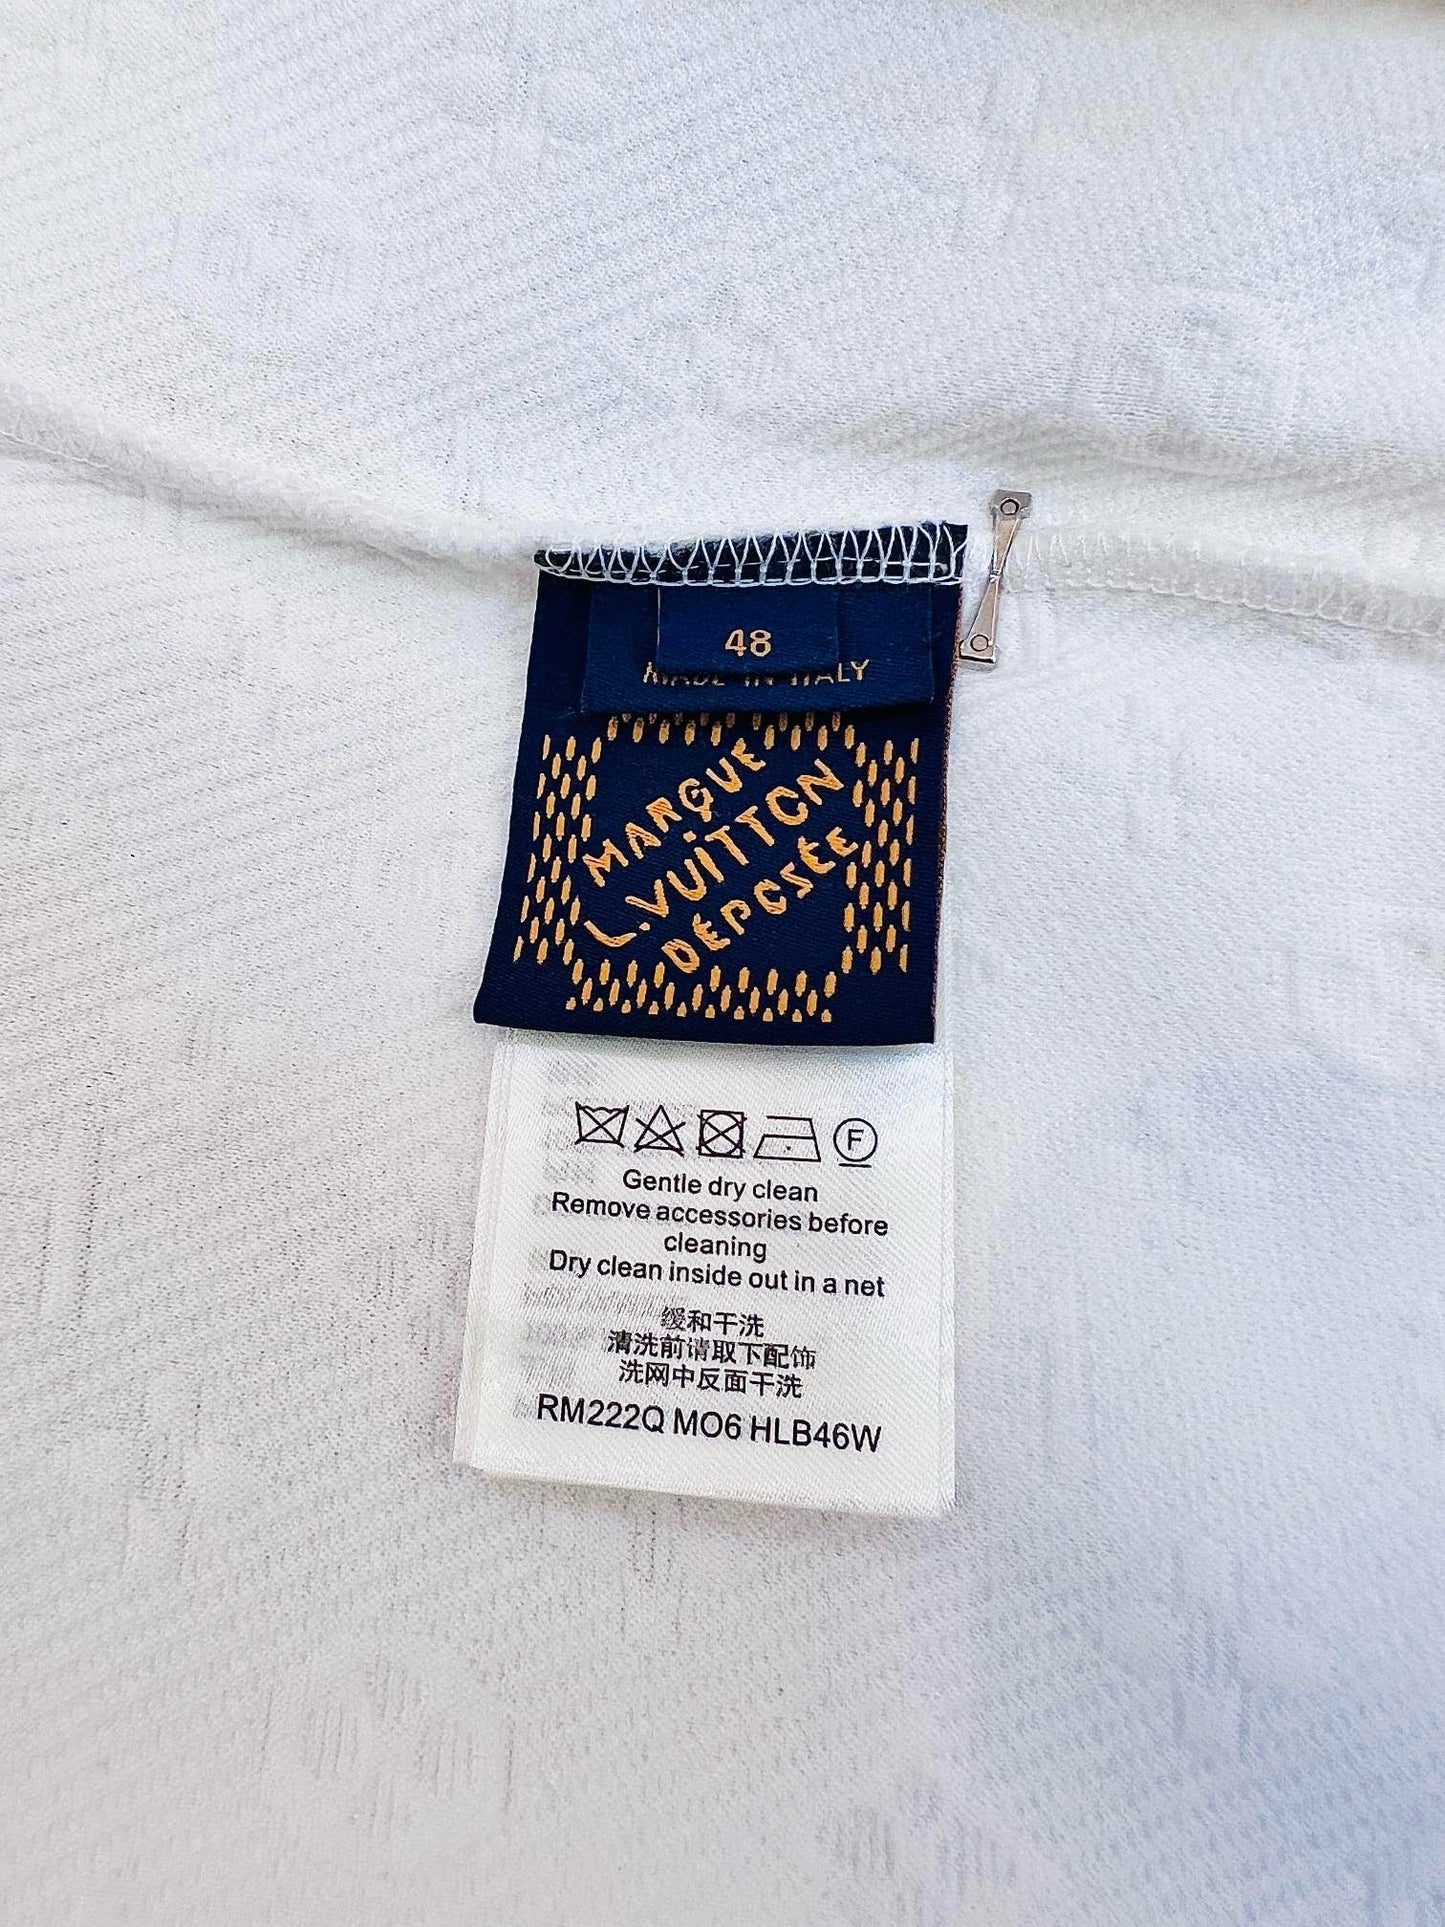 48
MADE IN ITALY
MARQUE
L.VUITTON
DÉPOSÉE
F
Gentle dry clean
Remove accessories before
cleaning
Dry clean inside out in a net
缓和干洗
清洗前请取下配饰
洗网中反面干洗
RM222Q MO6 HLB46W